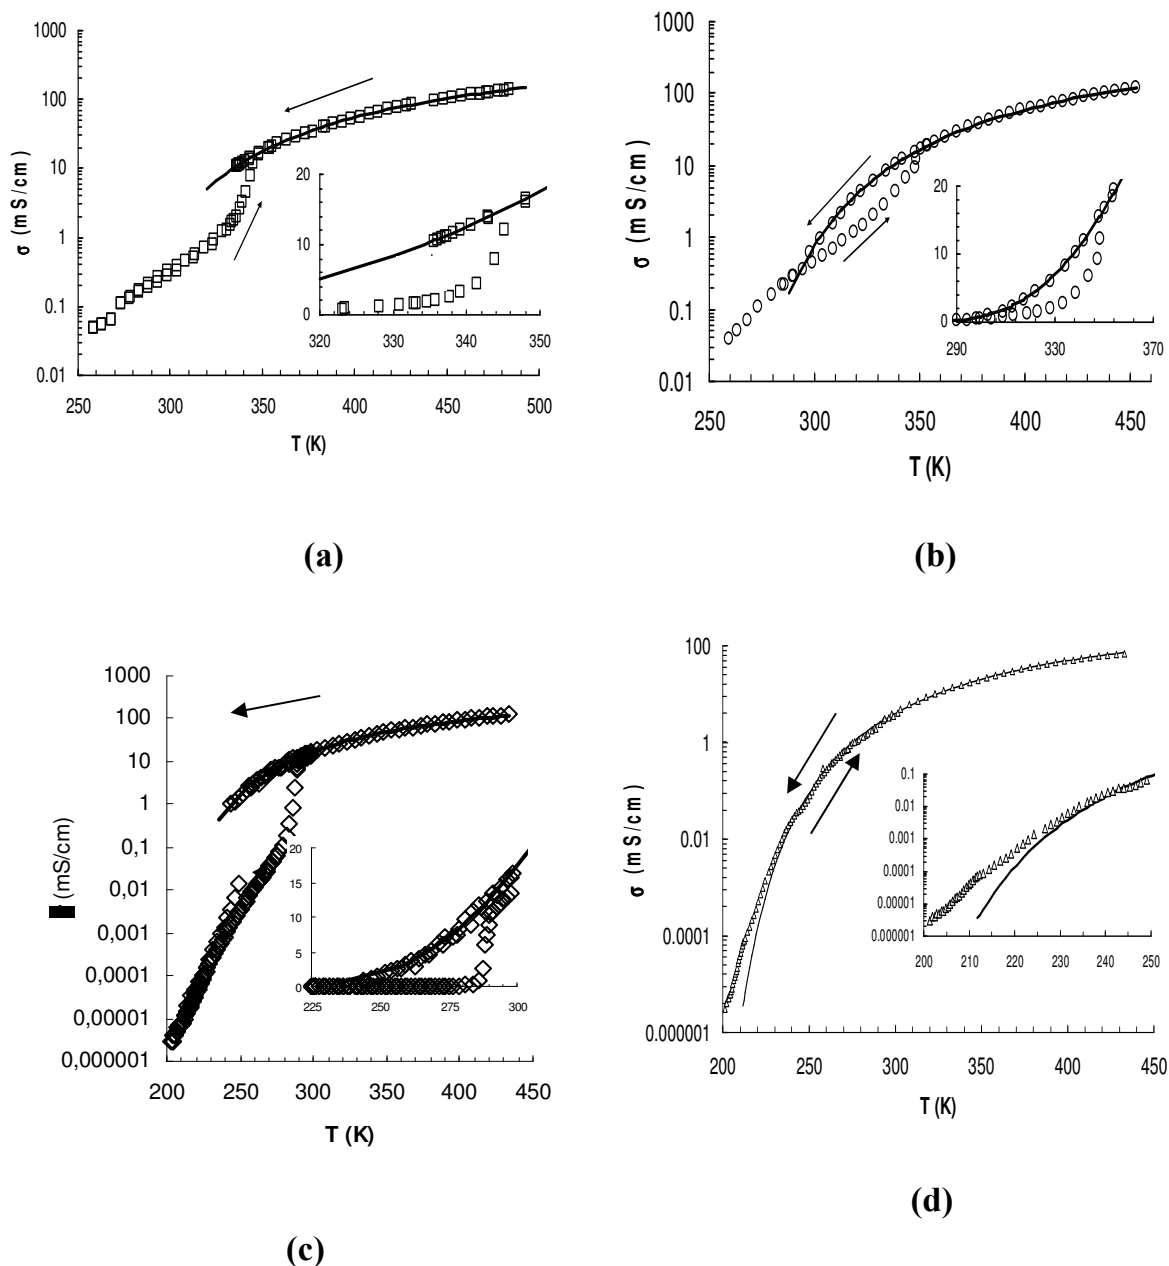 1000
100
10
1
0.1
0.01
σ (mS/cm)
250 300 350 400 450 500
T (K)
20
10
0
320 330 340 350
(a)
1000
100
10
1
0.1
0.01
σ (mS/cm)
250 300 350 400 450
T (K)
20
10
0
290 330 370
(b)
1000
100
10
1
0,1
0,01
0,001
0,0001
0,00001
0,000001
(mS/cm)
200 250 300 350 400 450
T (K)
20
15
10
5
0
225 250 275 300
(c)
100
1
0.01
0.0001
0.000001
σ (mS/cm)
200 250 300 350 400 450
T (K)
0.1
0.01
0.001
0.0001
0.00001
0.000001
200 210 220 230 240 250
(d)